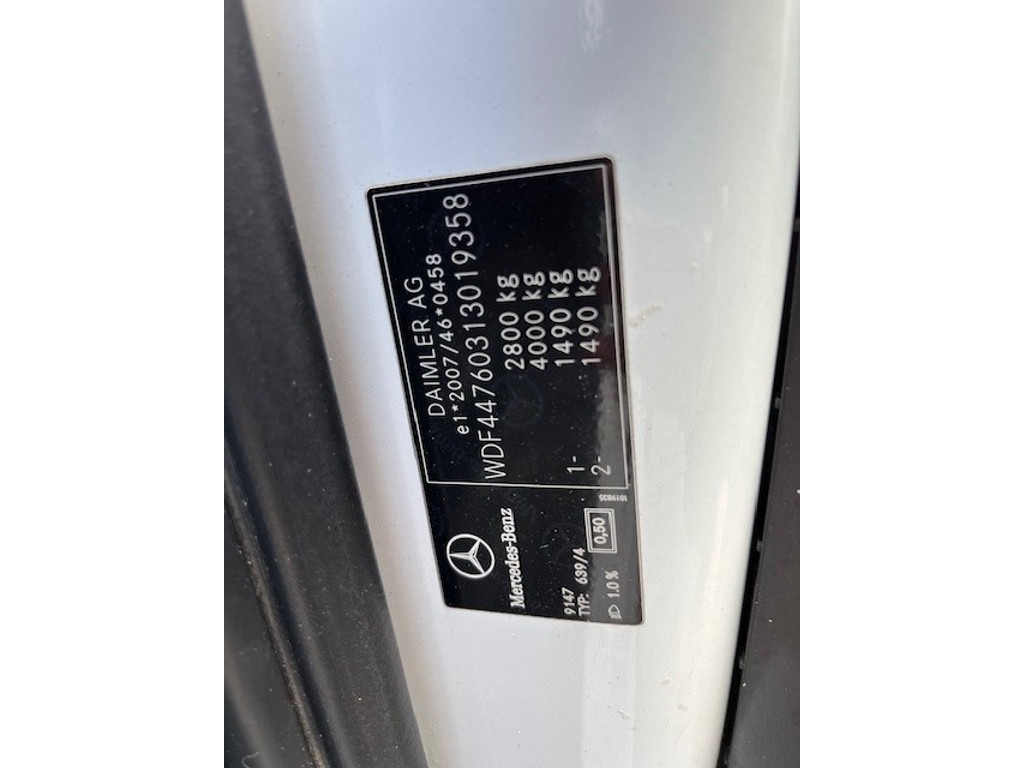 DAIMLER AG
e1*2007/46*0458
WDF44760313019358
2800 kg
4000 kg
1- 1490 kg
2- 1490 kg
Mercedes-Benz
9147
TYP: 639/4
1.0% 0,50
1019835